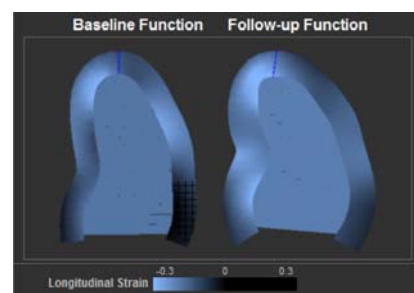 Baseline Function Follow-up Function
-0.3 0 0.3
Longitudinal Strain